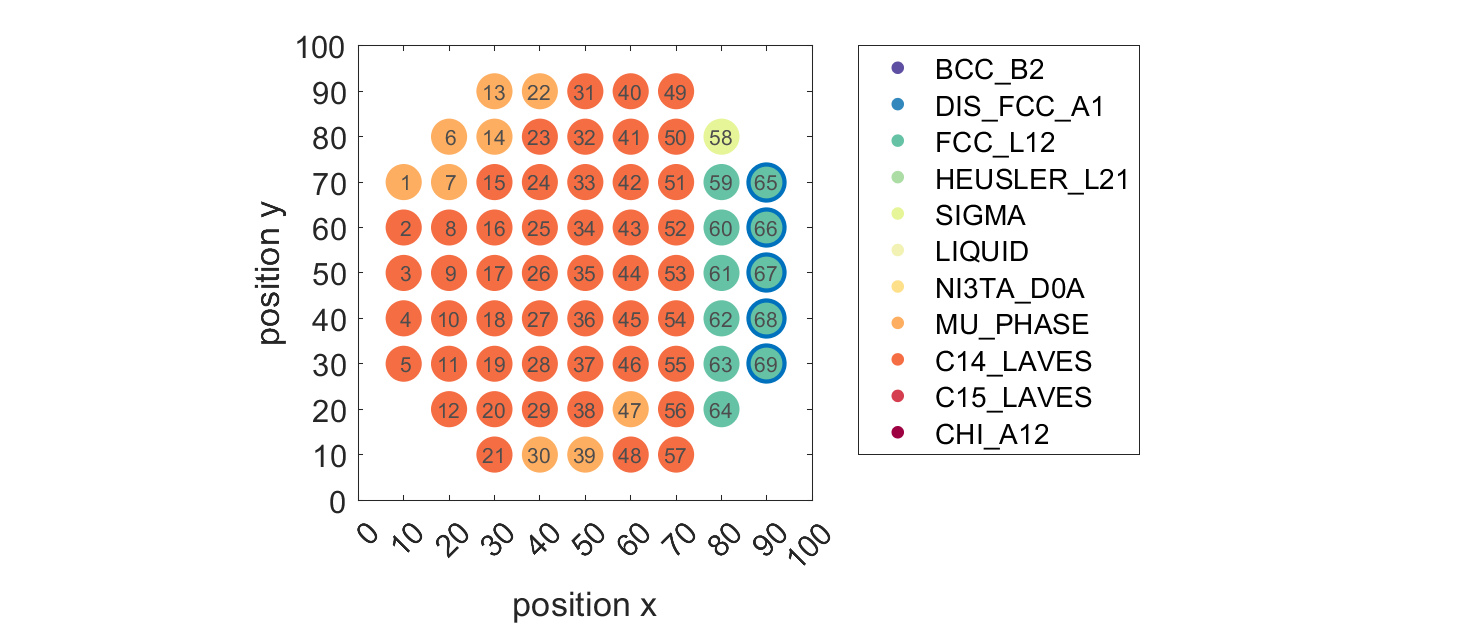 100
90 13 22 31 40 49
80 6 14 23 32 41 50 58
70 1 7 15 24 33 42 51 59 65
60 2 8 16 25 34 43 52 60 66
50 3 9 17 26 35 44 53 61 67
40 4 10 18 27 36 45 54 62 68
30 5 11 19 28 37 46 55 63 69
20 12 20 29 38 47 56 64
10 21 30 39 48 57
0
0 10 20 30 40 50 60 70 80 90 100
position x
position y
BCC_B2
DIS_FCC_A1
FCC_L12
HEUSLER_L21
SIGMA
LIQUID
NI3TA_D0A
MU_PHASE
C14_LAVES
C15_LAVES
CHI_A12